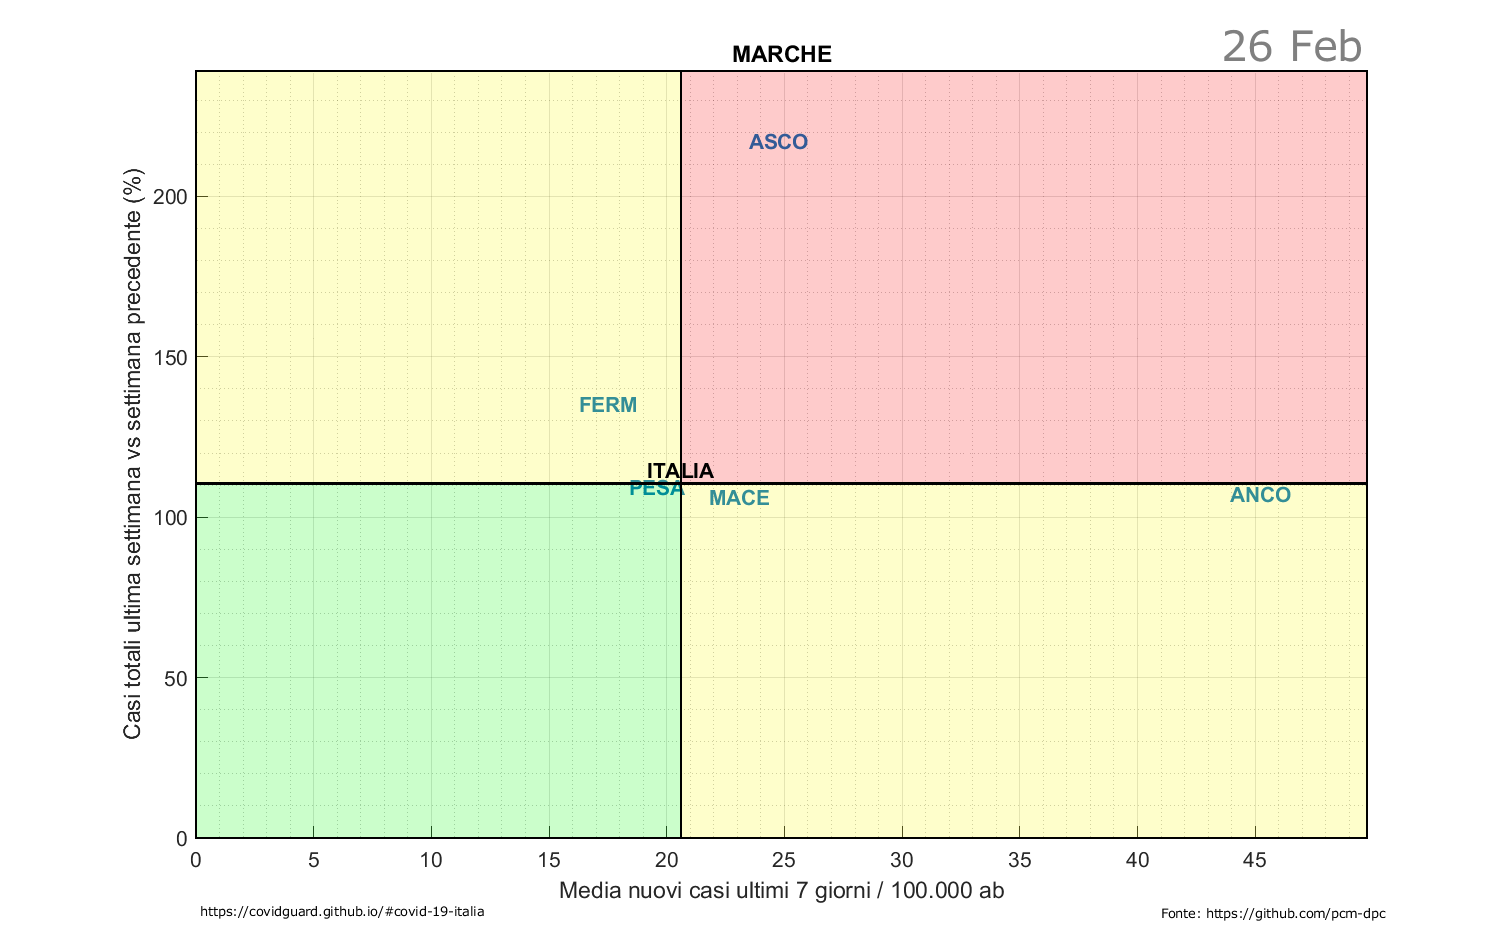 26 Feb
MARCHE
Casi totali ultima settimana vs settimana precedente (%)
200
150
100
50
0
ASCO
FERM
ITALIA
PESA
MACE
ANCO
0 5 10 15 20 25 30 35 40 45
Media nuovi casi ultimi 7 giorni / 100.000 ab
https://covidguard.github.io/#covid-19-italia
Fonte: https://github.com/pcm-dpc